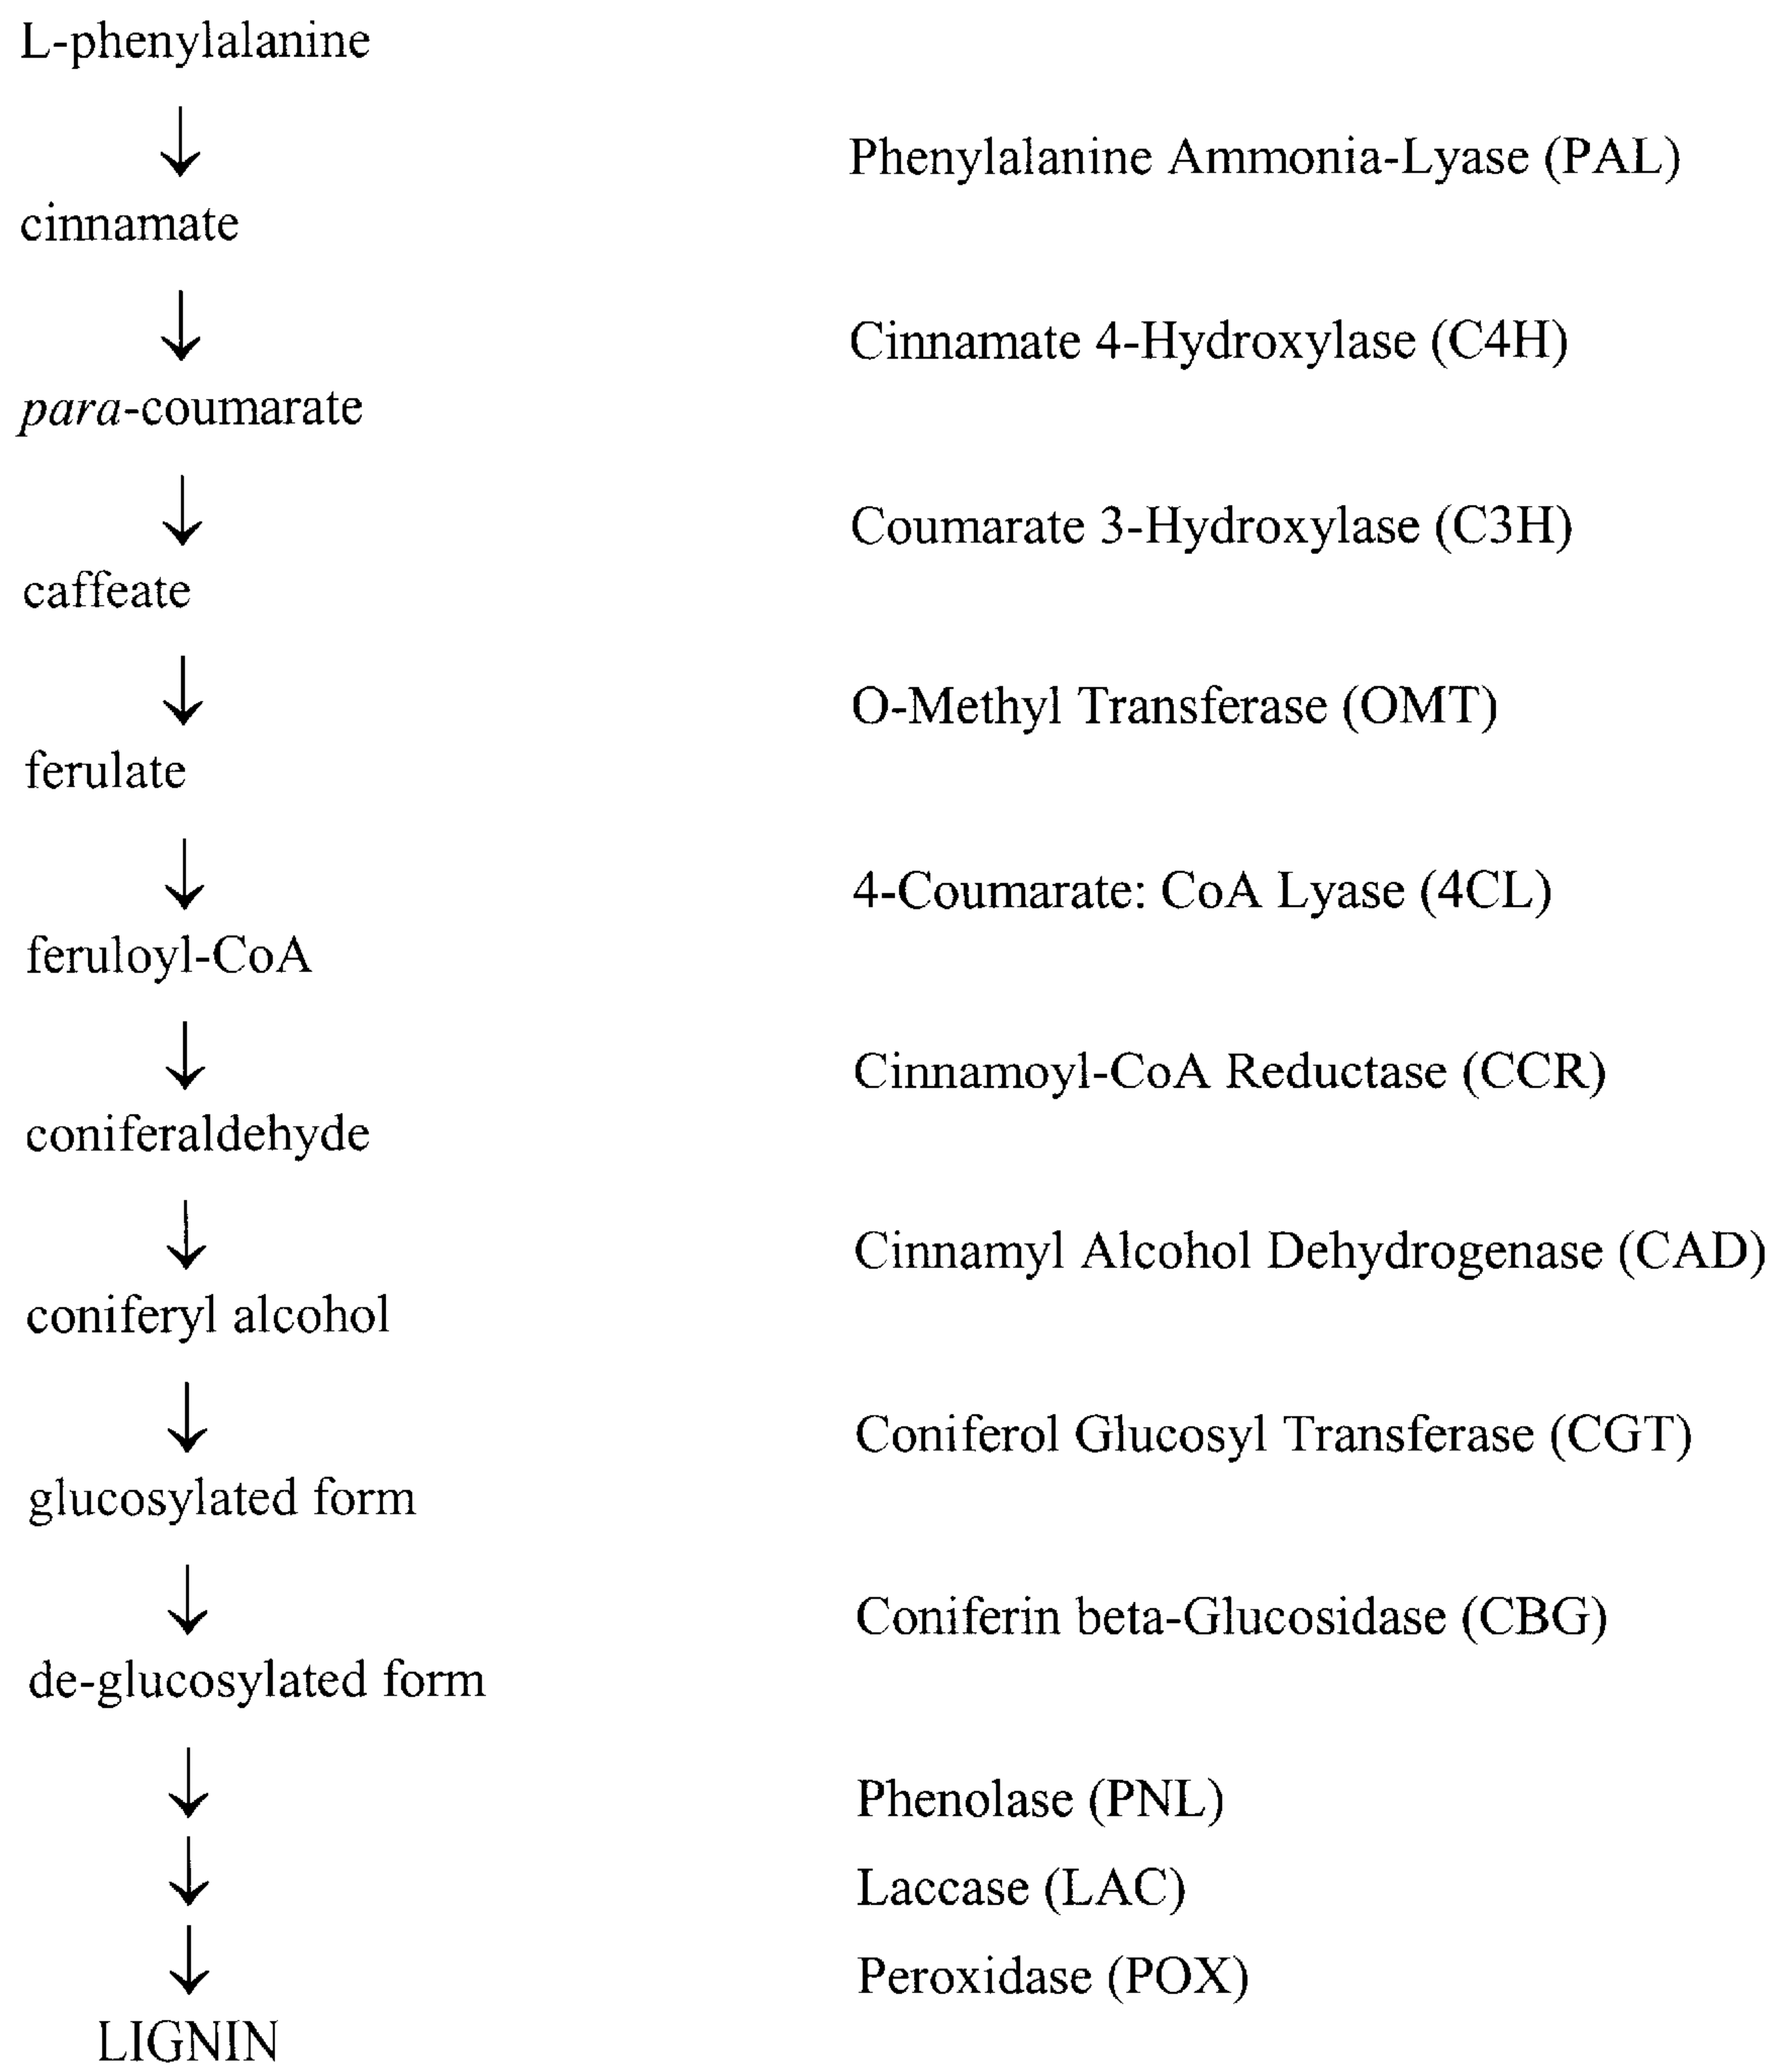 L-phenylalanine
Phenylalanine Ammonia-Lyase (PAL)
cinnamate
Cinnamate 4-Hydroxylase (C4H)
para-coumarate
Coumarate 3-Hydroxylase (C3H)
caffeate
O-Methyl Transferase (OMT)
ferulate
4-Coumarate: CoA Lyase (4CL)
feruloyl-CoA
Cinnamoyl-CoA Reductase (CCR)
coniferaldehyde
Cinnamyl Alcohol Dehydrogenase (CAD)
coniferyl alcohol
Coniferol Glucosyl Transferase (CGT)
glucosylated form
Coniferin beta-Glucosidase (CBG)
de-glucosylated form
Phenolase (PNL)
Laccase (LAC)
Peroxidase (POX)
LIGNIN